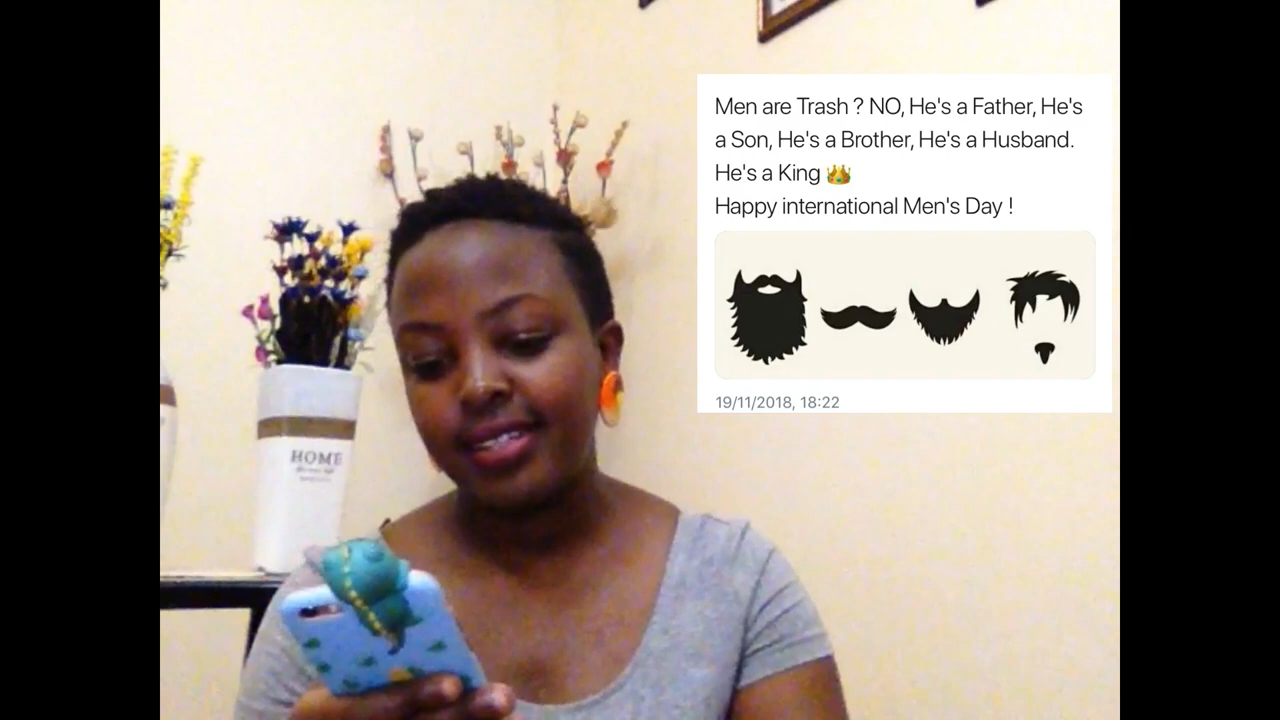 Men are Trash ? NO, He's a Father, He's
a Son, He's a Brother, He's a Husband.
He's a King 👑
Happy international Men's Day !
19/11/2018, 18:22
HOME